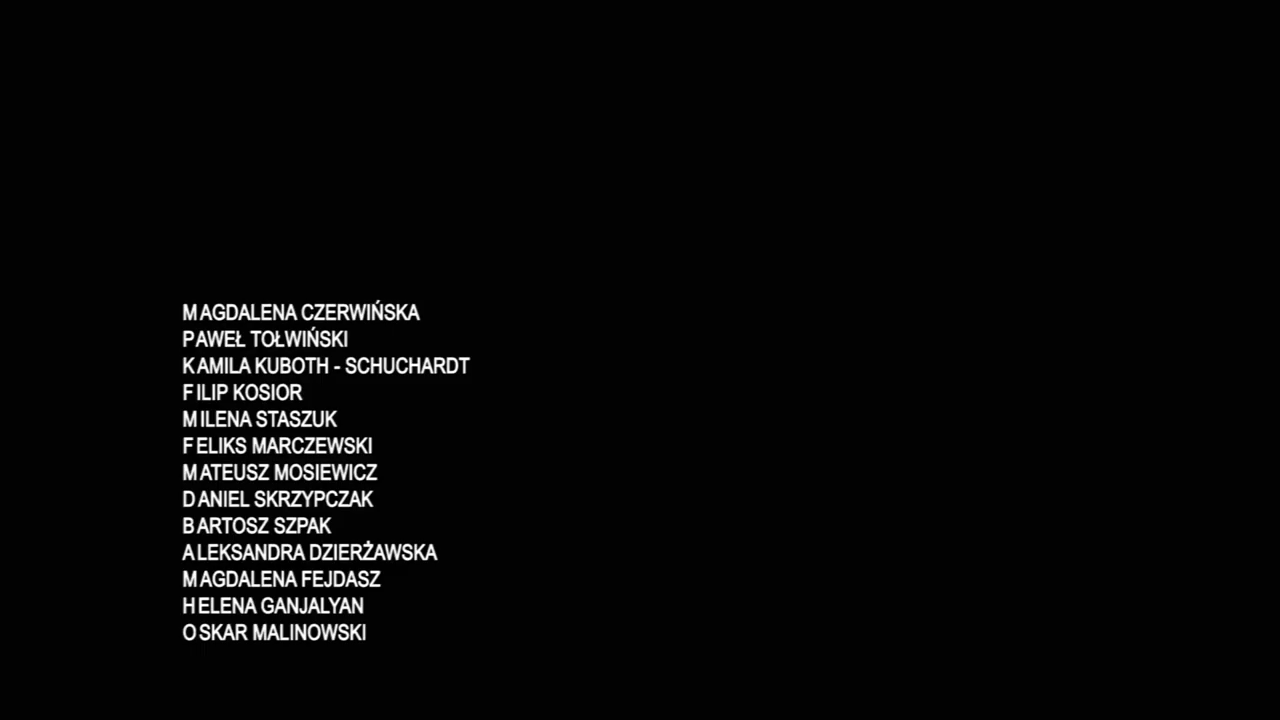 MAGDALENA CZERWIŃSKA
PAWEŁ TOŁWIŃSKI
KAMILA KUBOTH - SCHUCHARDT
FILIP KOSIOR
MILENA STASZUK
FELIKS MARCZEWSKI
MATEUSZ MOSIEWICZ
DANIEL SKRZYPCZAK
BARTOSZ SZPAK
ALEKSANDRA DZIERŻAWSKA
MAGDALENA FEJDASZ
HELENA GANJALYAN
OSKAR MALINOWSKI